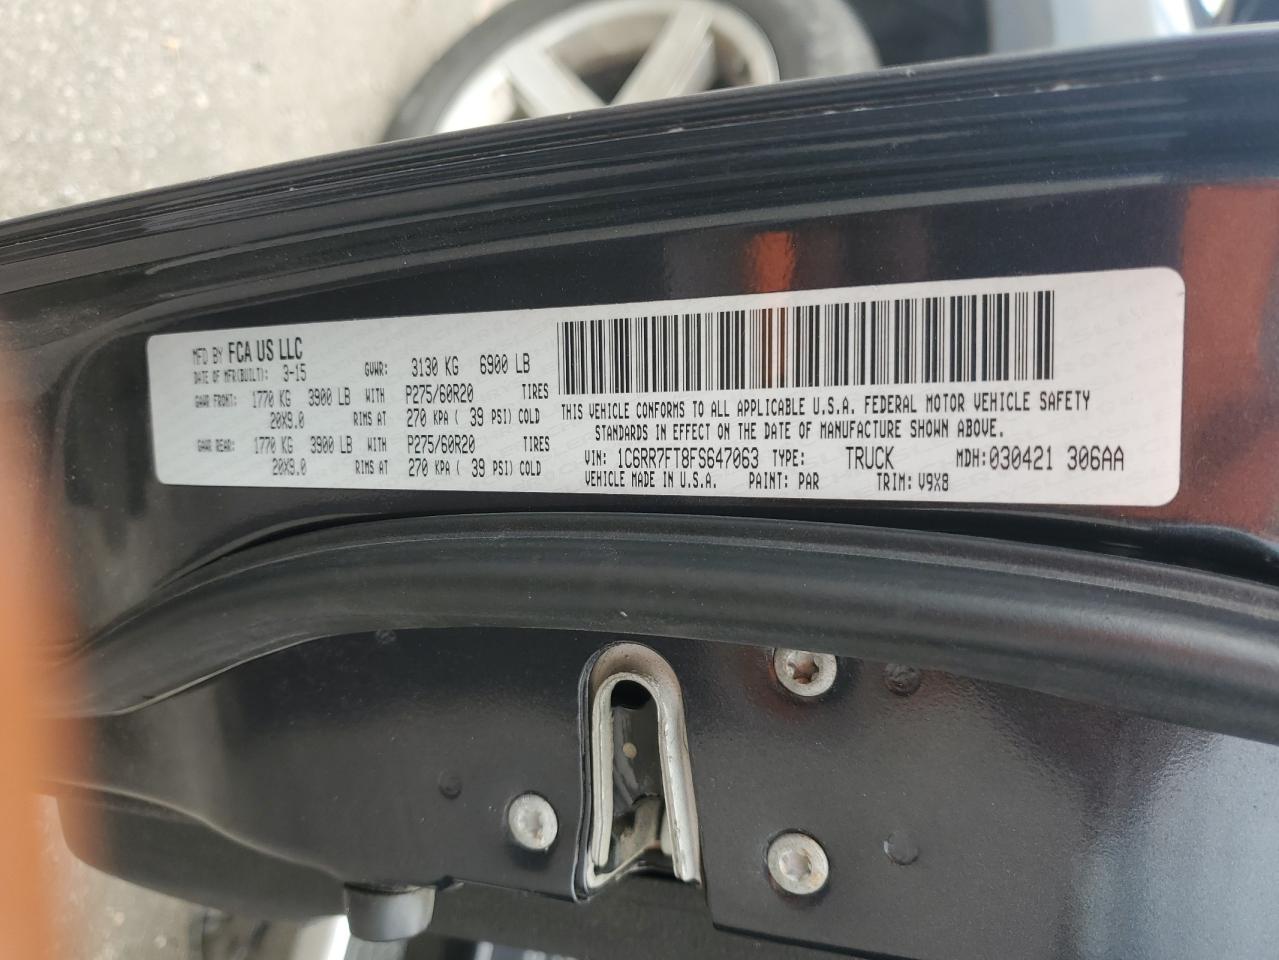 MFD BY FCA US LLC
DATE OF MFR(BUILT): 3-15 GVWR: 3130 KG 6900 LB
GAWR FRONT: 1770 KG 3900 LB WITH P275/60R20 TIRES
20X9.0 RIMS AT 270 KPA ( 39 PSI) COLD
GAWR REAR: 1770 KG 3900 LB WITH P275/60R20 TIRES
20X9.0 RIMS AT 270 KPA ( 39 PSI) COLD
THIS VEHICLE CONFORMS TO ALL APPLICABLE U.S.A. FEDERAL MOTOR VEHICLE SAFETY
STANDARDS IN EFFECT ON THE DATE OF MANUFACTURE SHOWN ABOVE.
VIN: 1C6RR7FT8FS647063 TYPE: TRUCK MDH:030421 306AA
VEHICLE MADE IN U.S.A. PAINT: PAR TRIM: V9X8